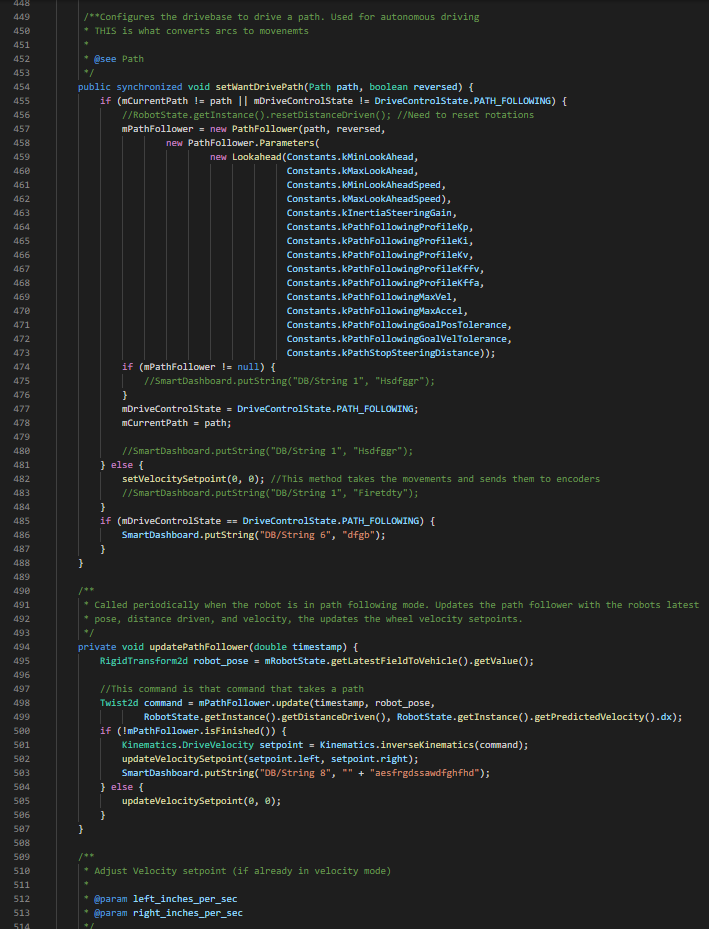 448
449 /**Configures the drivebase to drive a path. Used for autonomous driving
450 * THIS is what converts arcs to movenemts
451 *
452 * @see Path
453 */
454 public synchronized void setWantDrivePath(Path path, boolean reversed) {
455 if (mCurrentPath != path || mDriveControlState != DriveControlState.PATH_FOLLOWING) {
456 //RobotState.getInstance().resetDistanceDriven(); //Need to reset rotations
457 mPathFollower = new PathFollower(path, reversed,
458 new PathFollower.Parameters(
459 new Lookahead(Constants.kMinLookAhead,
460 Constants.kMaxLookAhead,
461 Constants.kMinLookAheadSpeed,
462 Constants.kMaxLookAheadSpeed),
463 Constants.kInertiaSteeringGain,
464 Constants.kPathFollowingProfileKp,
465 Constants.kPathFollowingProfileKi,
466 Constants.kPathFollowingProfileKv,
467 Constants.kPathFollowingProfileKffv,
468 Constants.kPathFollowingProfileKffa,
469 Constants.kPathFollowingMaxVel,
470 Constants.kPathFollowingMaxAccel,
471 Constants.kPathFollowingGoalPosTolerance,
472 Constants.kPathFollowingGoalVelTolerance,
473 Constants.kPathStopSteeringDistance));
474 if (mPathFollower != null) {
475 //SmartDashboard.putString("DB/String 1", "Hsdfggr");
476 }
477 mDriveControlState = DriveControlState.PATH_FOLLOWING;
478 mCurrentPath = path;
479
480 //SmartDashboard.putString("DB/String 1", "Hsdfggr");
481 } else {
482 setVelocitySetpoint(0, 0); //This method takes the movements and sends them to encoders
483 //SmartDashboard.putString("DB/String 1", "Firetdty");
484 }
485 if (mDriveControlState == DriveControlState.PATH_FOLLOWING) {
486 SmartDashboard.putString("DB/String 6", "dfgb");
487 }
488 }
489
490 /**
491 * Called periodically when the robot is in path following mode. Updates the path follower with the robots latest
492 * pose, distance driven, and velocity, the updates the wheel velocity setpoints.
493 */
494 private void updatePathFollower(double timestamp) {
495 RigidTransform2d robot_pose = mRobotState.getLatestFieldToVehicle().getValue();
496
497 //This command is that command that takes a path
498 Twist2d command = mPathFollower.update(timestamp, robot_pose,
499 RobotState.getInstance().getDistanceDriven(), RobotState.getInstance().getPredictedVelocity().dx);
500 if (!mPathFollower.isFinished()) {
501 Kinematics.DriveVelocity setpoint = Kinematics.inverseKinematics(command);
502 updateVelocitySetpoint(setpoint.left, setpoint.right);
503 SmartDashboard.putString("DB/String 8", "" + "aesfrgdssawdfghfhd");
504 } else {
505 updateVelocitySetpoint(0, 0);
506 }
507 }
508
509 /**
510 * Adjust Velocity setpoint (if already in velocity mode)
511 *
512 * @param left_inches_per_sec
513 * @param right_inches_per_sec
514 */